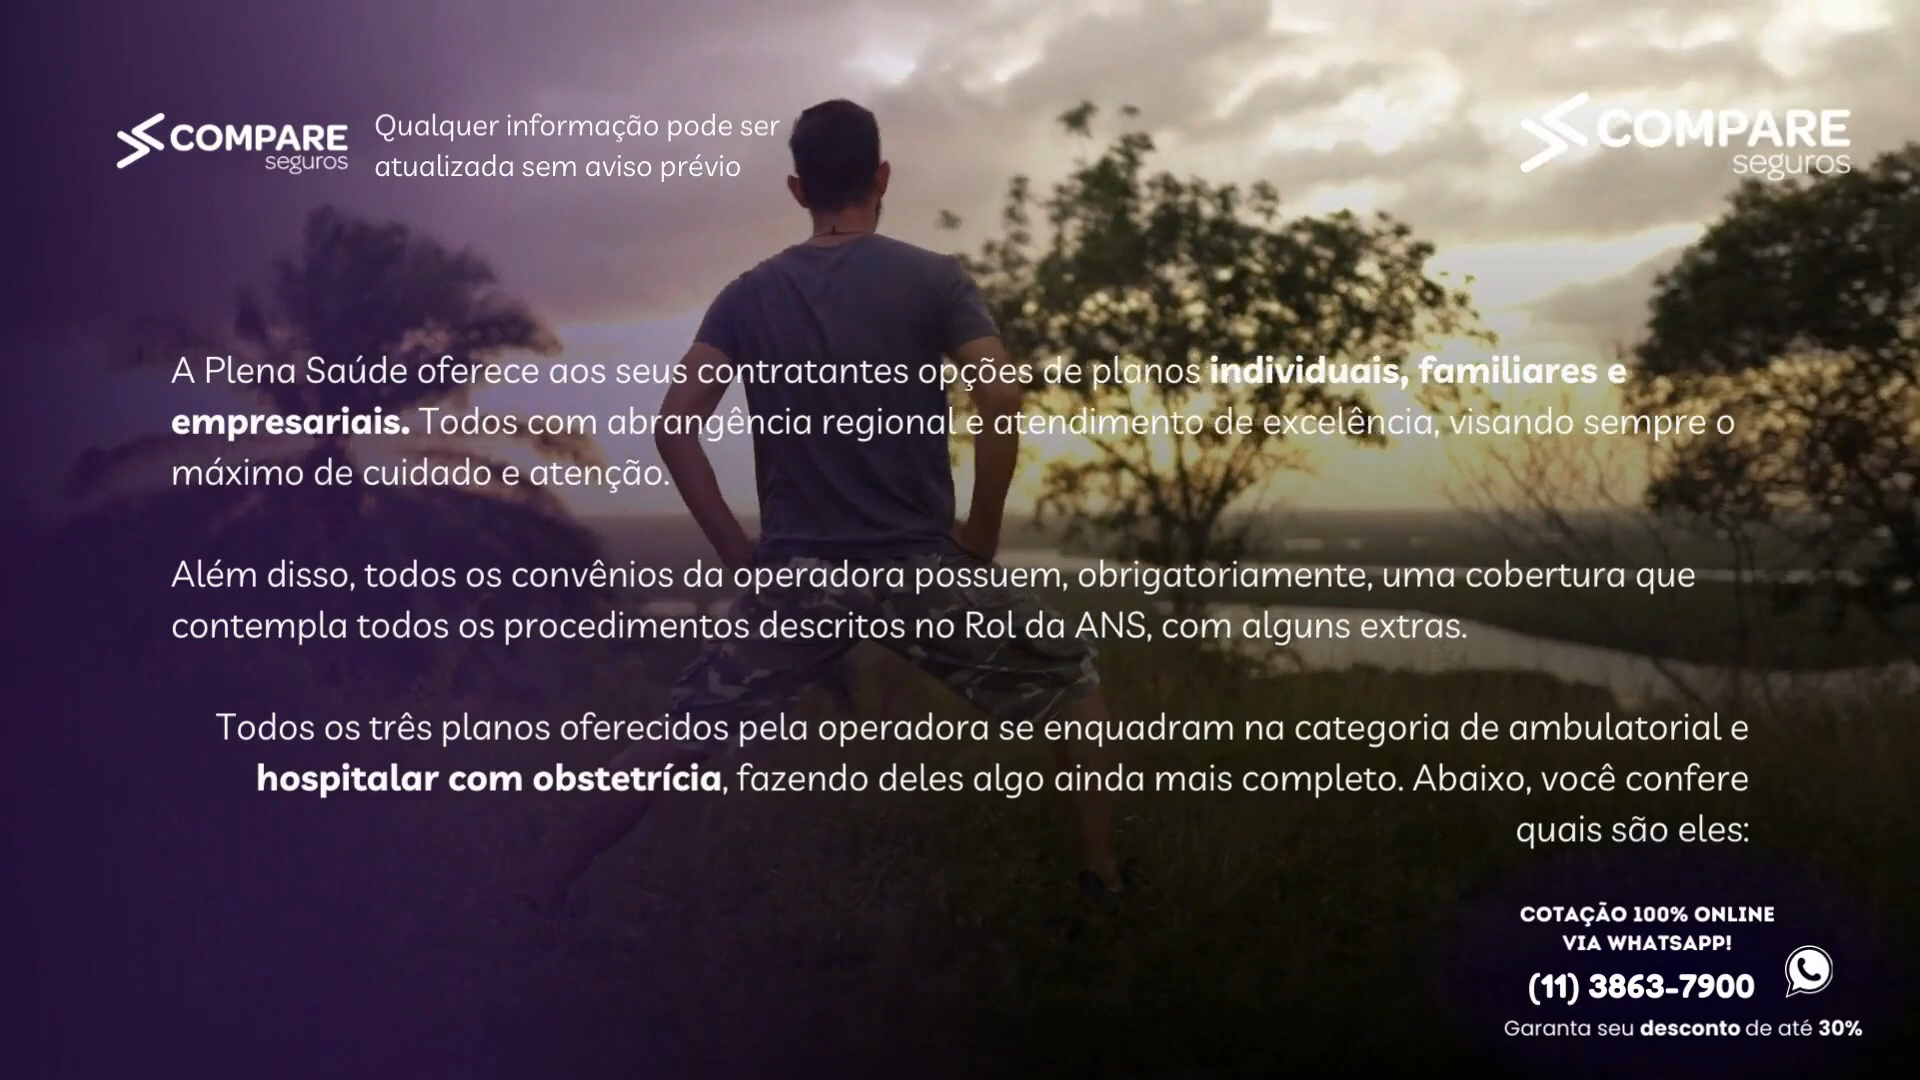 COMPARE
seguros
Qualquer informação pode ser
atualizada sem aviso prévio
COMPARE
seguros
A Plena Saúde oferece aos seus contratantes opções de planos individuais, familiares e
empresariais. Todos com abrangência regional e atendimento de excelência, visando sempre o
máximo de cuidado e atenção.
Além disso, todos os convênios da operadora possuem, obrigatoriamente, uma cobertura que
contempla todos os procedimentos descritos no Rol da ANS, com alguns extras.
Todos os três planos oferecidos pela operadora se enquadram na categoria de ambulatorial e
hospitalar com obstetrícia, fazendo deles algo ainda mais completo. Abaixo, você confere
quais são eles:
COTAÇÃO 100% ONLINE
VIA WHATSAPP!
(11) 3863-7900
Garanta seu desconto de até 30%